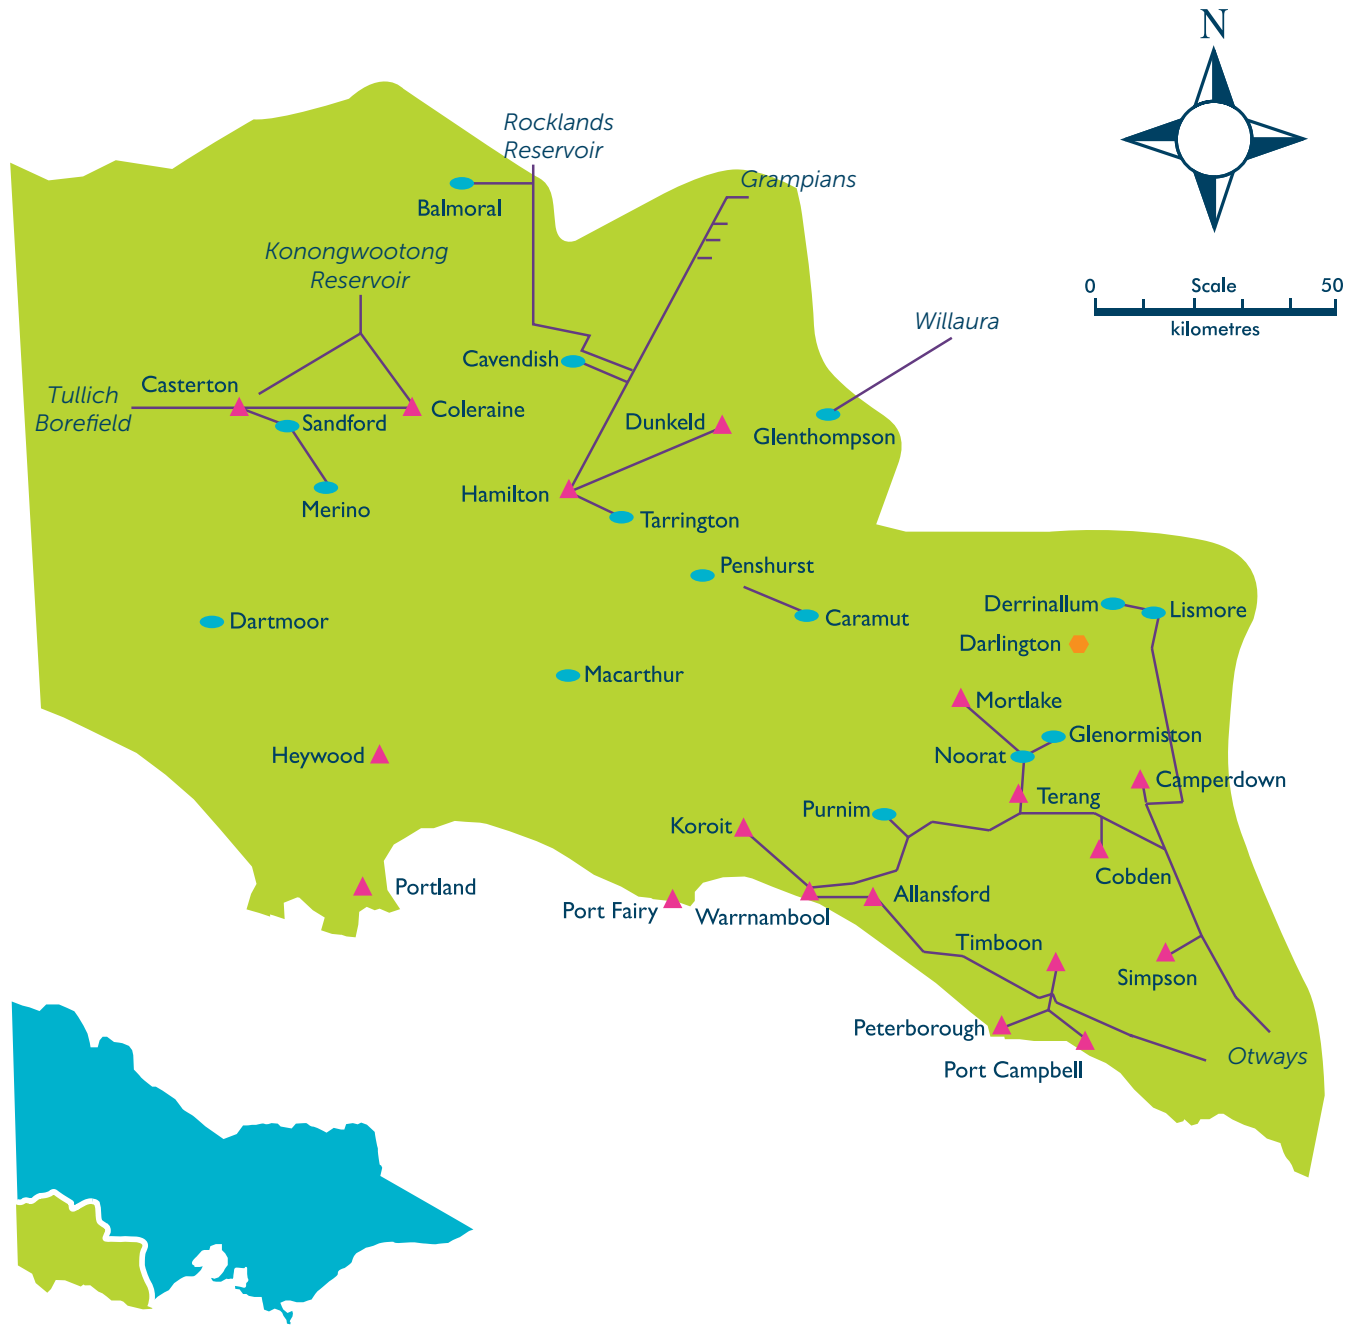 N
Rocklands
Reservoir
Grampians
Balmoral
Konongwootong
Reservoir
0 Scale 50
kilometres
Willaura
Cavendish
Casterton
Tullich
Borefield
Coleraine
Sandford
Dunkeld
Glenthompson
Hamilton
Merino
Tarrington
Penshurst
Derrinallum
Lismore
Dartmoor
Caramut
Darlington
Macarthur
Mortlake
Glenormiston
Heywood
Noorat
Camperdown
Terang
Purnim
Koroit
Cobden
Portland
Allansford
Port Fairy
Warrnambool
Timboon
Simpson
Peterborough
Otways
Port Campbell